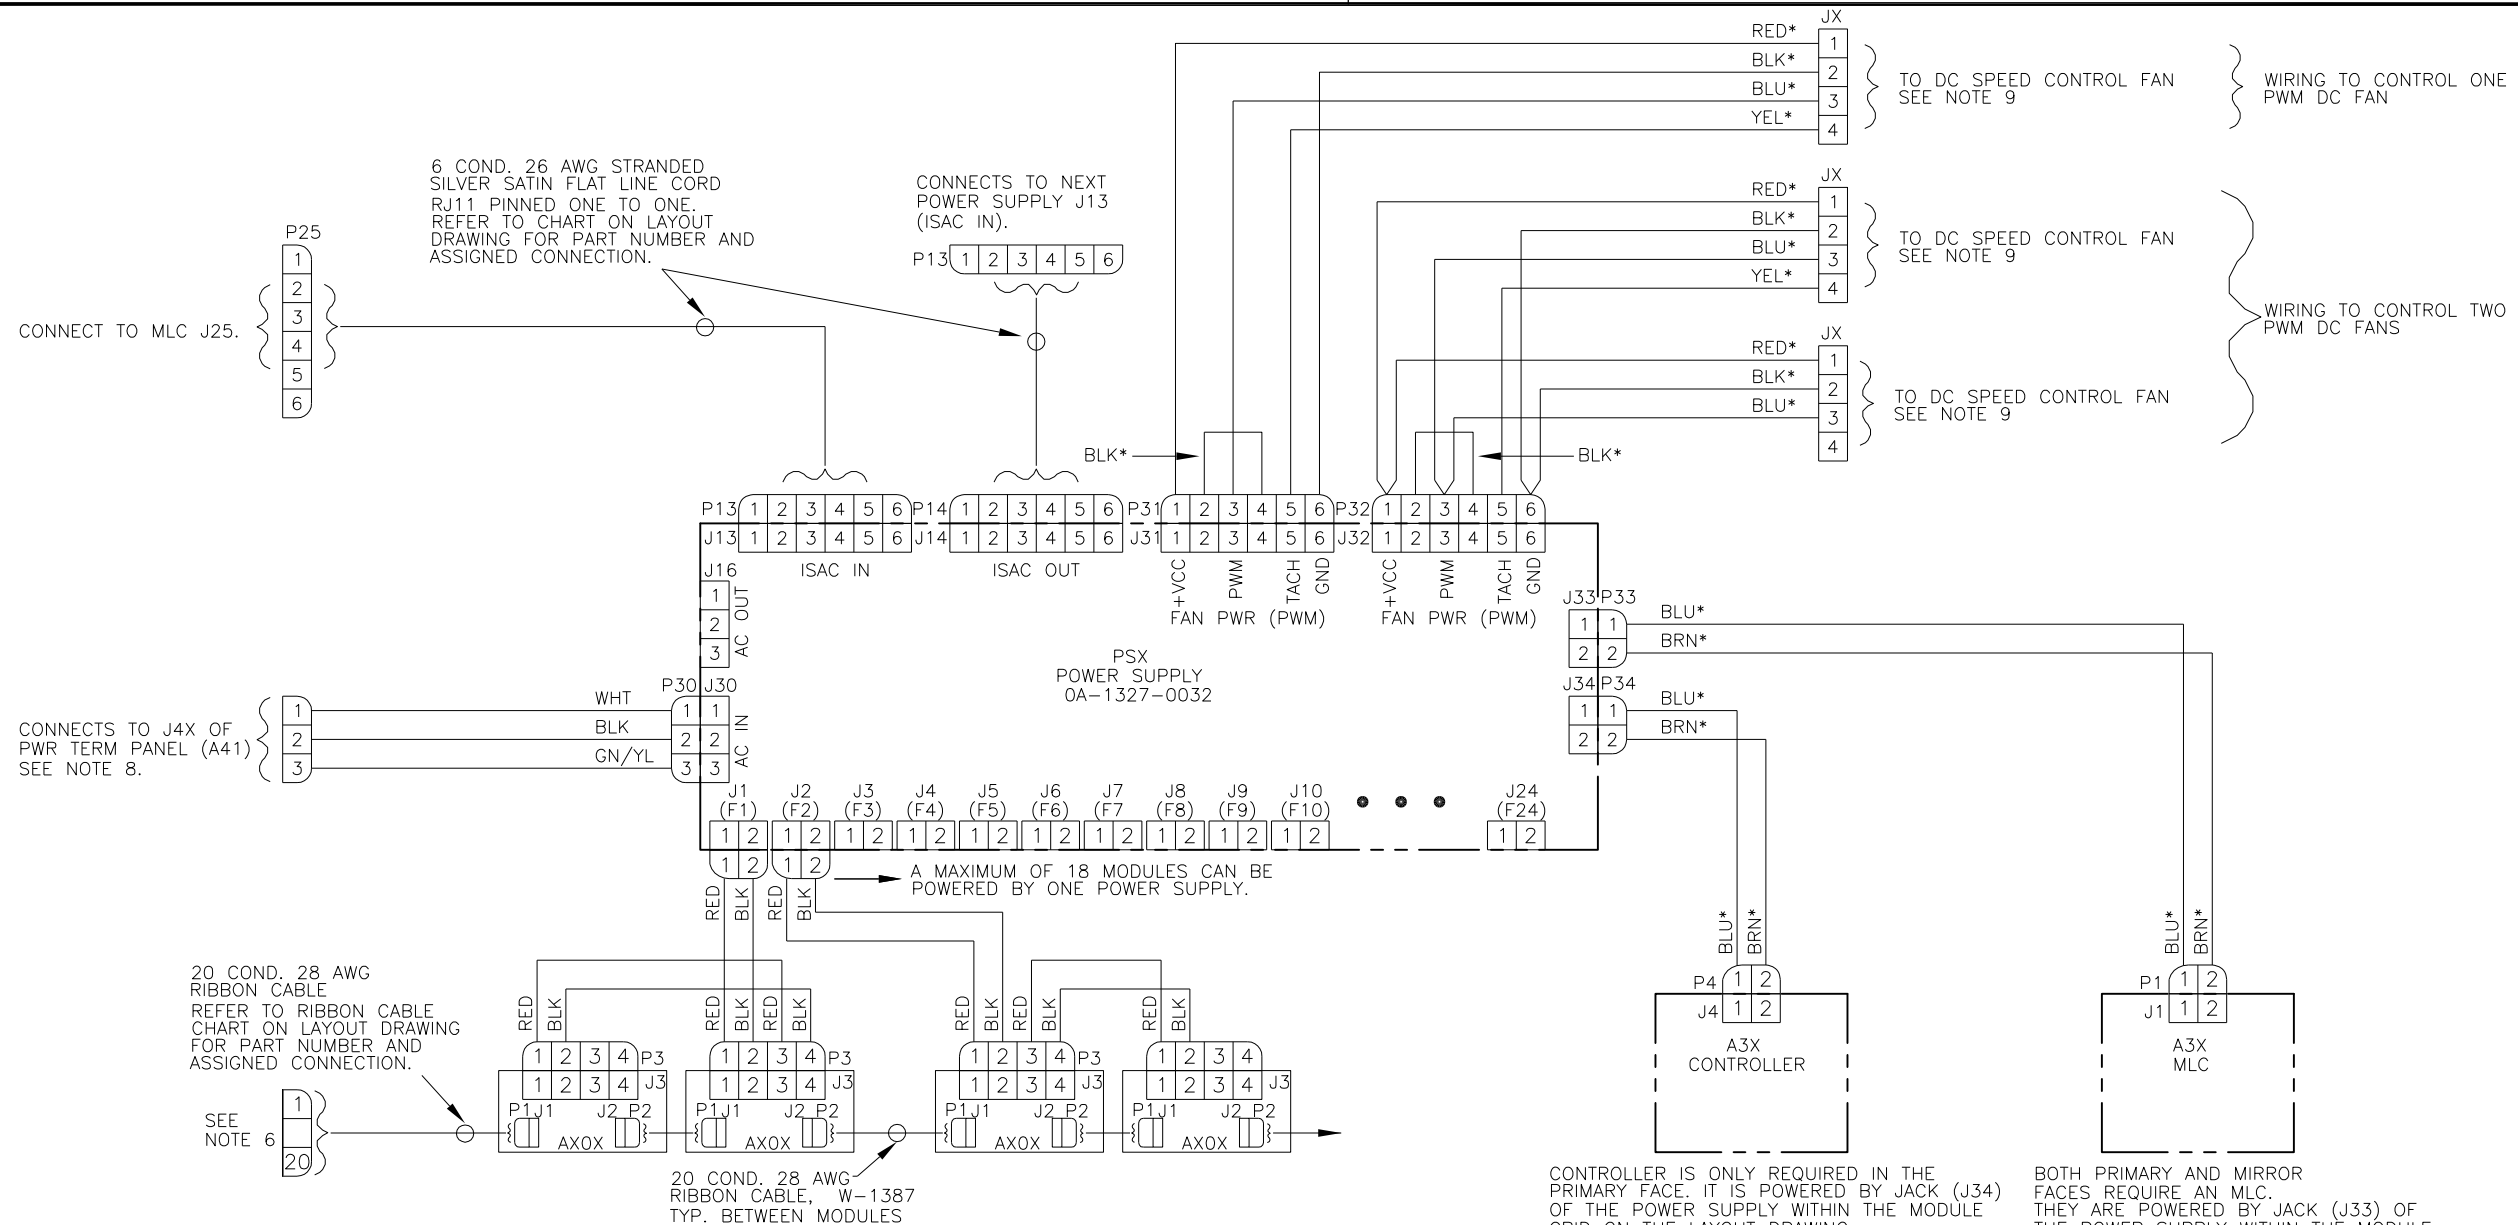 JX
RED*
1
BLK*
2
BLU*
3
YEL*
4
TO DC SPEED CONTROL FAN
SEE NOTE 9
WIRING TO CONTROL ONE
PWM DC FAN
6 COND. 26 AWG STRANDED
SILVER SATIN FLAT LINE CORD
RJ11 PINNED ONE TO ONE.
REFER TO CHART ON LAYOUT
DRAWING FOR PART NUMBER AND
ASSIGNED CONNECTION.
CONNECTS TO NEXT
POWER SUPPLY J13
(ISAC IN).
P13 1 2 3 4 5 6
JX
RED*
1
BLK*
2
BLU*
3
YEL*
4
TO DC SPEED CONTROL FAN
SEE NOTE 9
WIRING TO CONTROL TWO
PWM DC FANS
P25
1
2
3
4
5
6
CONNECT TO MLC J25.
JX
RED*
1
BLK*
2
BLU*
3
4
TO DC SPEED CONTROL FAN
SEE NOTE 9
BLK*
BLK*
P13 1 2 3 4 5 6
P14 1 2 3 4 5 6
P31 1 2 3 4 5 6
P32 1 2 3 4 5 6
J13 1 2 3 4 5 6
J14 1 2 3 4 5 6
J31 1 2 3 4 5 6
J32 1 2 3 4 5 6
ISAC IN
ISAC OUT
+VCC
PWM
TACH
GND
FAN PWR (PWM)
+VCC
PWM
TACH
GND
FAN PWR (PWM)
J16
1
2
3
AC OUT
PSX
POWER SUPPLY
0A-1327-0032
J33 P33
1 1
2 2
BLU*
BRN*
J34 P34
1 1
2 2
BLU*
BRN*
CONNECTS TO J4X OF
PWR TERM PANEL (A41)
SEE NOTE 8.
1
2
3
WHT
BLK
GN/YL
P30 J30
1 1
2 2
3 3
AC IN
J1
(F1)
1 2
J2
(F2)
1 2
J3
(F3)
1 2
J4
(F4)
1 2
J5
(F5)
1 2
J6
(F6)
1 2
J7
(F7
1 2
J8
(F8)
1 2
J9
(F9)
1 2
J10
(F10)
1 2
J24
(F24)
1 2
1 2
1 2
A MAXIMUM OF 18 MODULES CAN BE
POWERED BY ONE POWER SUPPLY.
RED
BLK
RED
BLK
20 COND. 28 AWG
RIBBON CABLE
REFER TO RIBBON CABLE
CHART ON LAYOUT DRAWING
FOR PART NUMBER AND
ASSIGNED CONNECTION.
SEE
NOTE 6
1
20
RED
BLK
RED
BLK
RED
BLK
RED
BLK
RED
BLK
RED
BLK
1 2 3 4 P3
1 2 3 4 J3
P1 J1 J2 P2
AX0X
1 2 3 4 P3
1 2 3 4 J3
P1 J1 J2 P2
AX0X
1 2 3 4 P3
1 2 3 4 J3
P1 J1 J2 P2
AX0X
1 2 3 4
1 2 3 4 J3
P1 J1 J2 P2
AX0X
20 COND. 28 AWG
RIBBON CABLE, W-1387
TYP. BETWEEN MODULES
BLU*
BRN*
P4 1 2
J4 1 2
A3X
CONTROLLER
BLU*
BRN*
P1 1 2
J1 1 2
A3X
MLC
CONTROLLER IS ONLY REQUIRED IN THE
PRIMARY FACE. IT IS POWERED BY JACK (J34)
OF THE POWER SUPPLY WITHIN THE MODULE
GRID ON THE LAYOUT DRAWING
BOTH PRIMARY AND MIRROR
FACES REQUIRE AN MLC.
THEY ARE POWERED BY JACK (J33) OF
THE POWER SUPPLY WITHIN THE MODULE